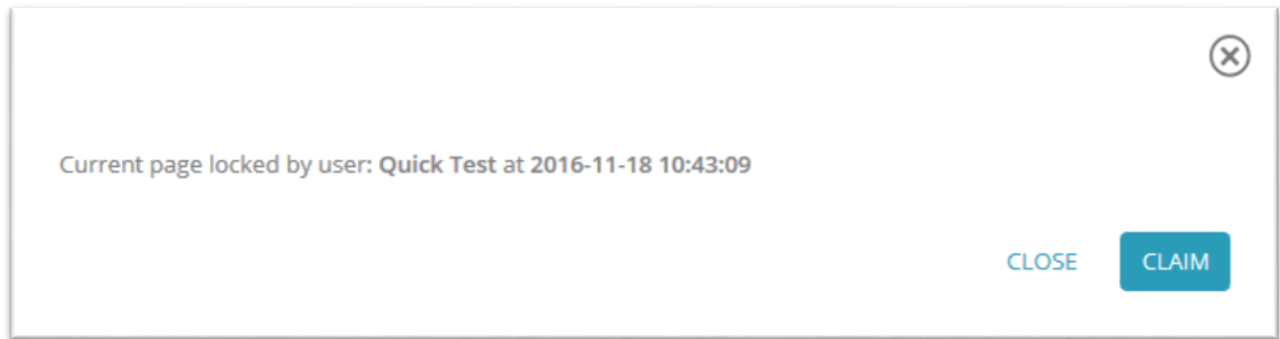 Current page locked by user: Quick Test at 2016-11-18 10:43:09
CLOSE CLAIM